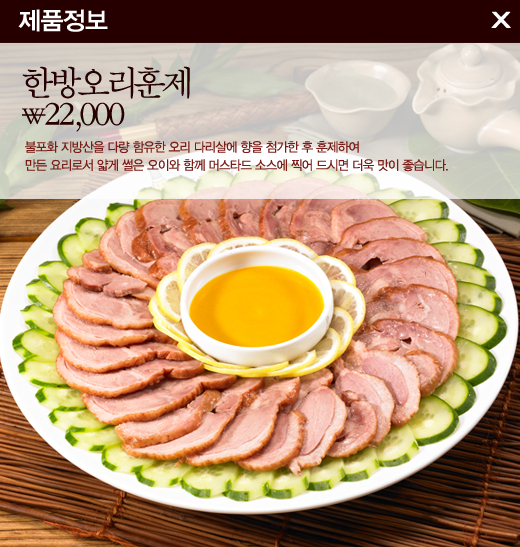 제품정보 X
한방오리훈제
₩22,000
불포화 지방산을 다량 함유한 오리 다리살에 향을 첨가한 후 훈제하여
만든 요리로서 얇게 썰은 오이와 함께 머스타드 소스에 찍어 드시면 더욱 맛이 좋습니다.